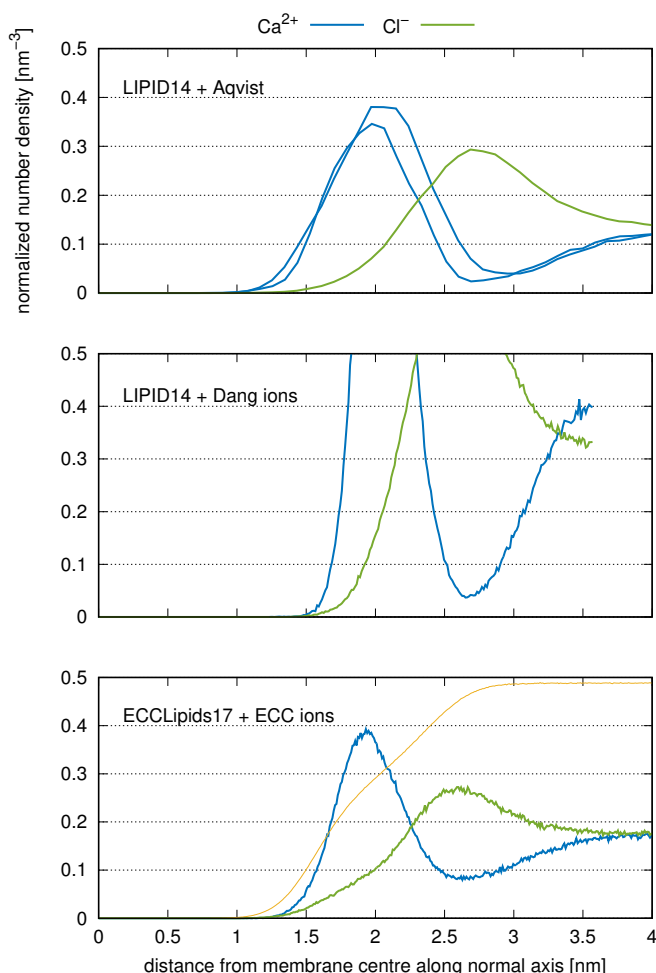 Ca²⁺ Cl⁻
normalized number density [nm⁻³]
0.5
LIPID14 + Aqvist
0.4
0.3
0.2
0.1
0
0.5
LIPID14 + Dang ions
0.4
0.3
0.2
0.1
0
0.5
ECCLipids17 + ECC ions
0.4
0.3
0.2
0.1
0
0 0.5 1 1.5 2 2.5 3 3.5 4
distance from membrane centre along normal axis [nm]